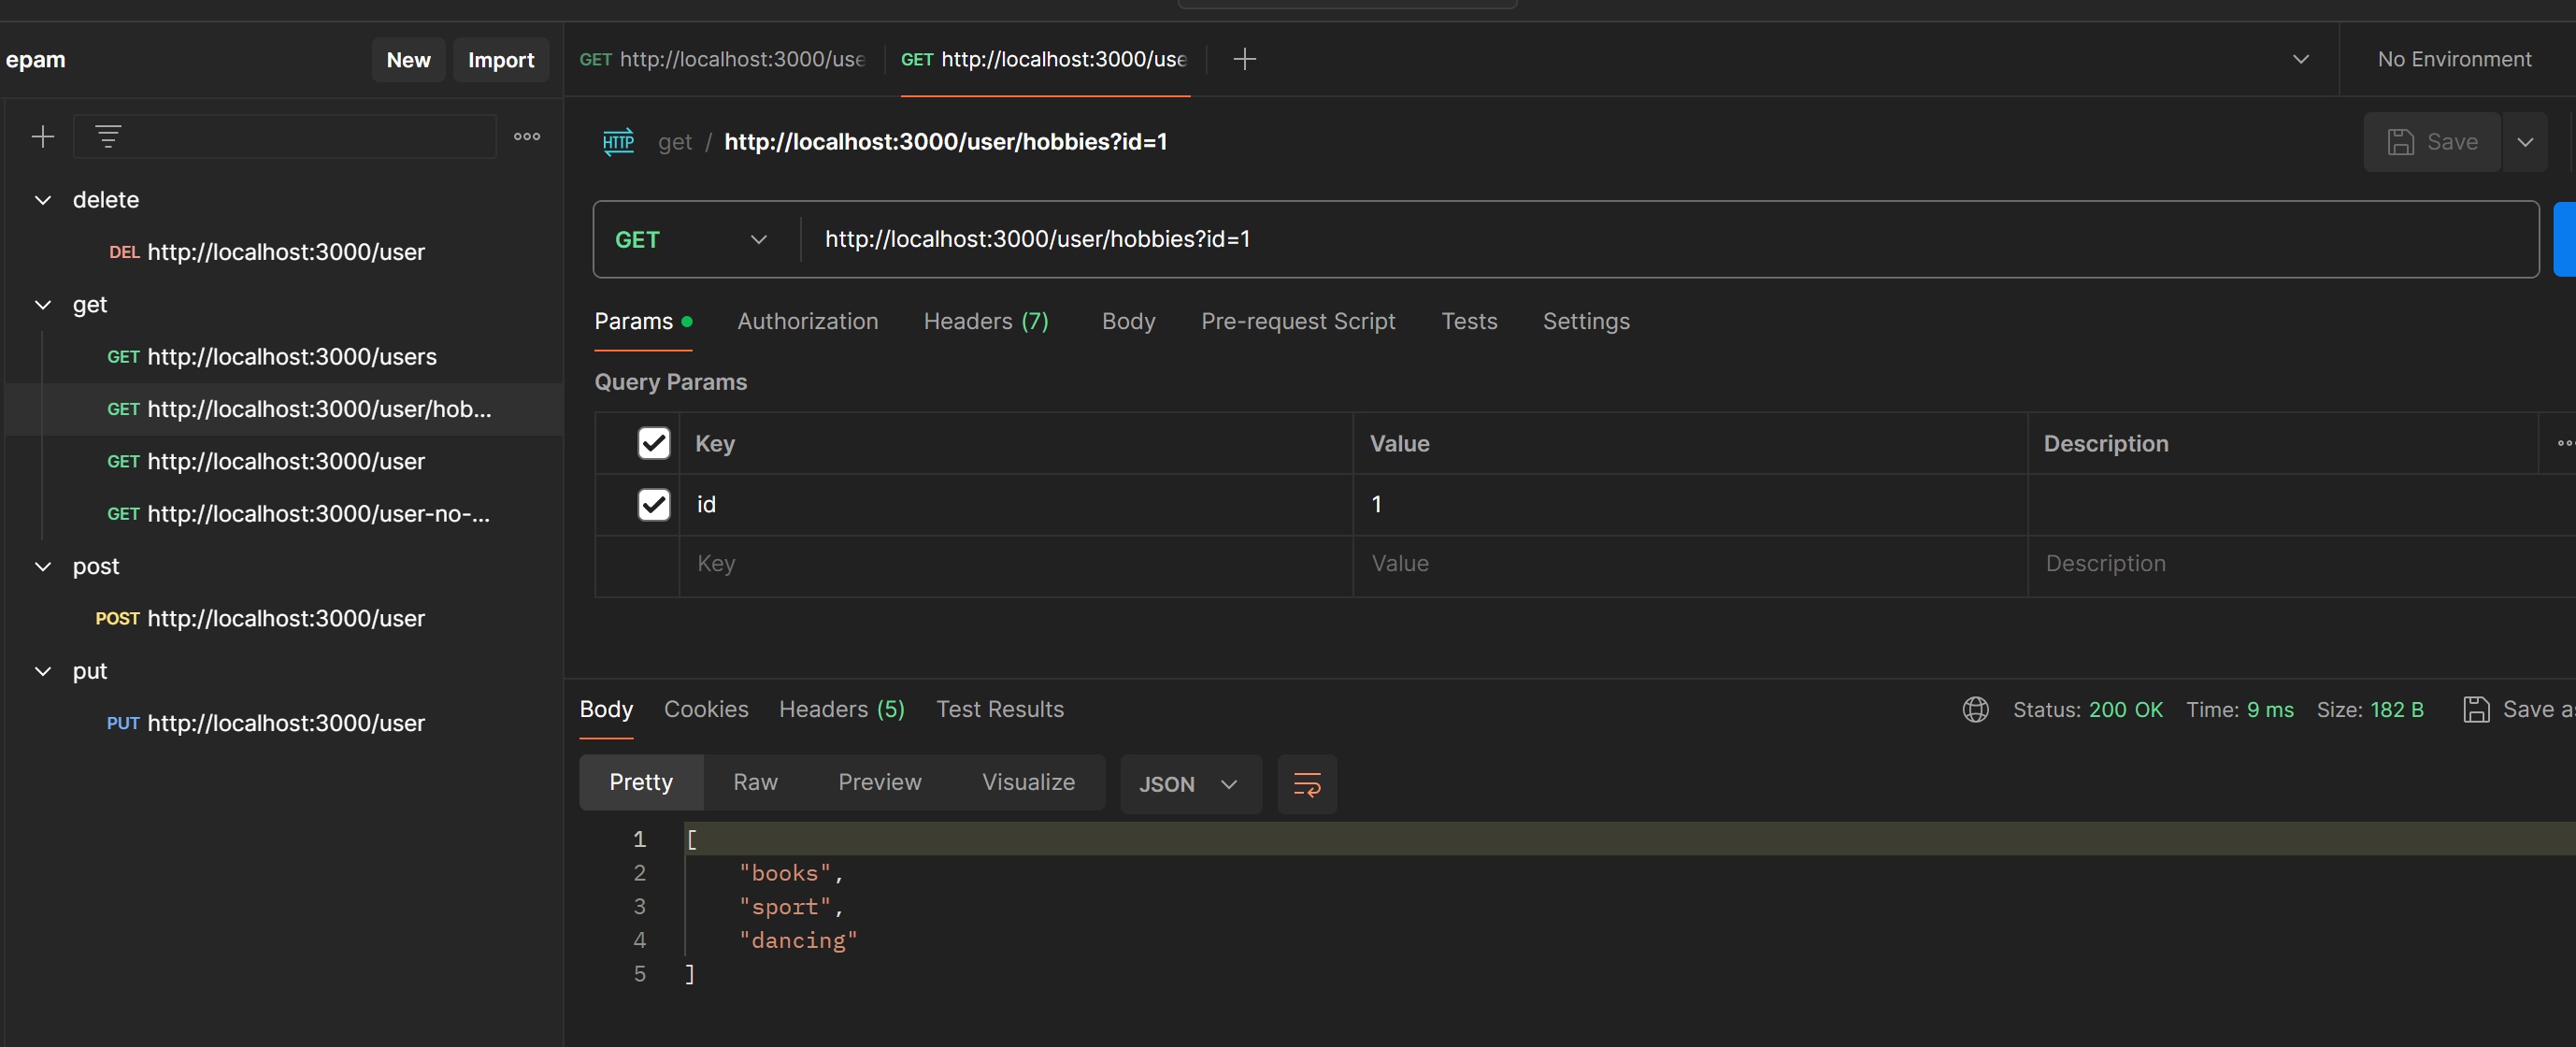 epam
New
Import
delete
DEL http://localhost:3000/user
get
GET http://localhost:3000/users
GET http://localhost:3000/user/hob...
GET http://localhost:3000/user
GET http://localhost:3000/user-no-...
post
POST http://localhost:3000/user
put
PUT http://localhost:3000/user
GET http://localhost:3000/use
GET http://localhost:3000/use
No Environment
HTTP get / http://localhost:3000/user/hobbies?id=1
Save
GET http://localhost:3000/user/hobbies?id=1
Params Authorization Headers (7) Body Pre-request Script Tests Settings
Query Params
Key Value Description
id 1
Key Value Description
Body Cookies Headers (5) Test Results
Status: 200 OK Time: 9 ms Size: 182 B Save as
Pretty Raw Preview Visualize JSON
1 [
2 "books",
3 "sport",
4 "dancing"
5 ]